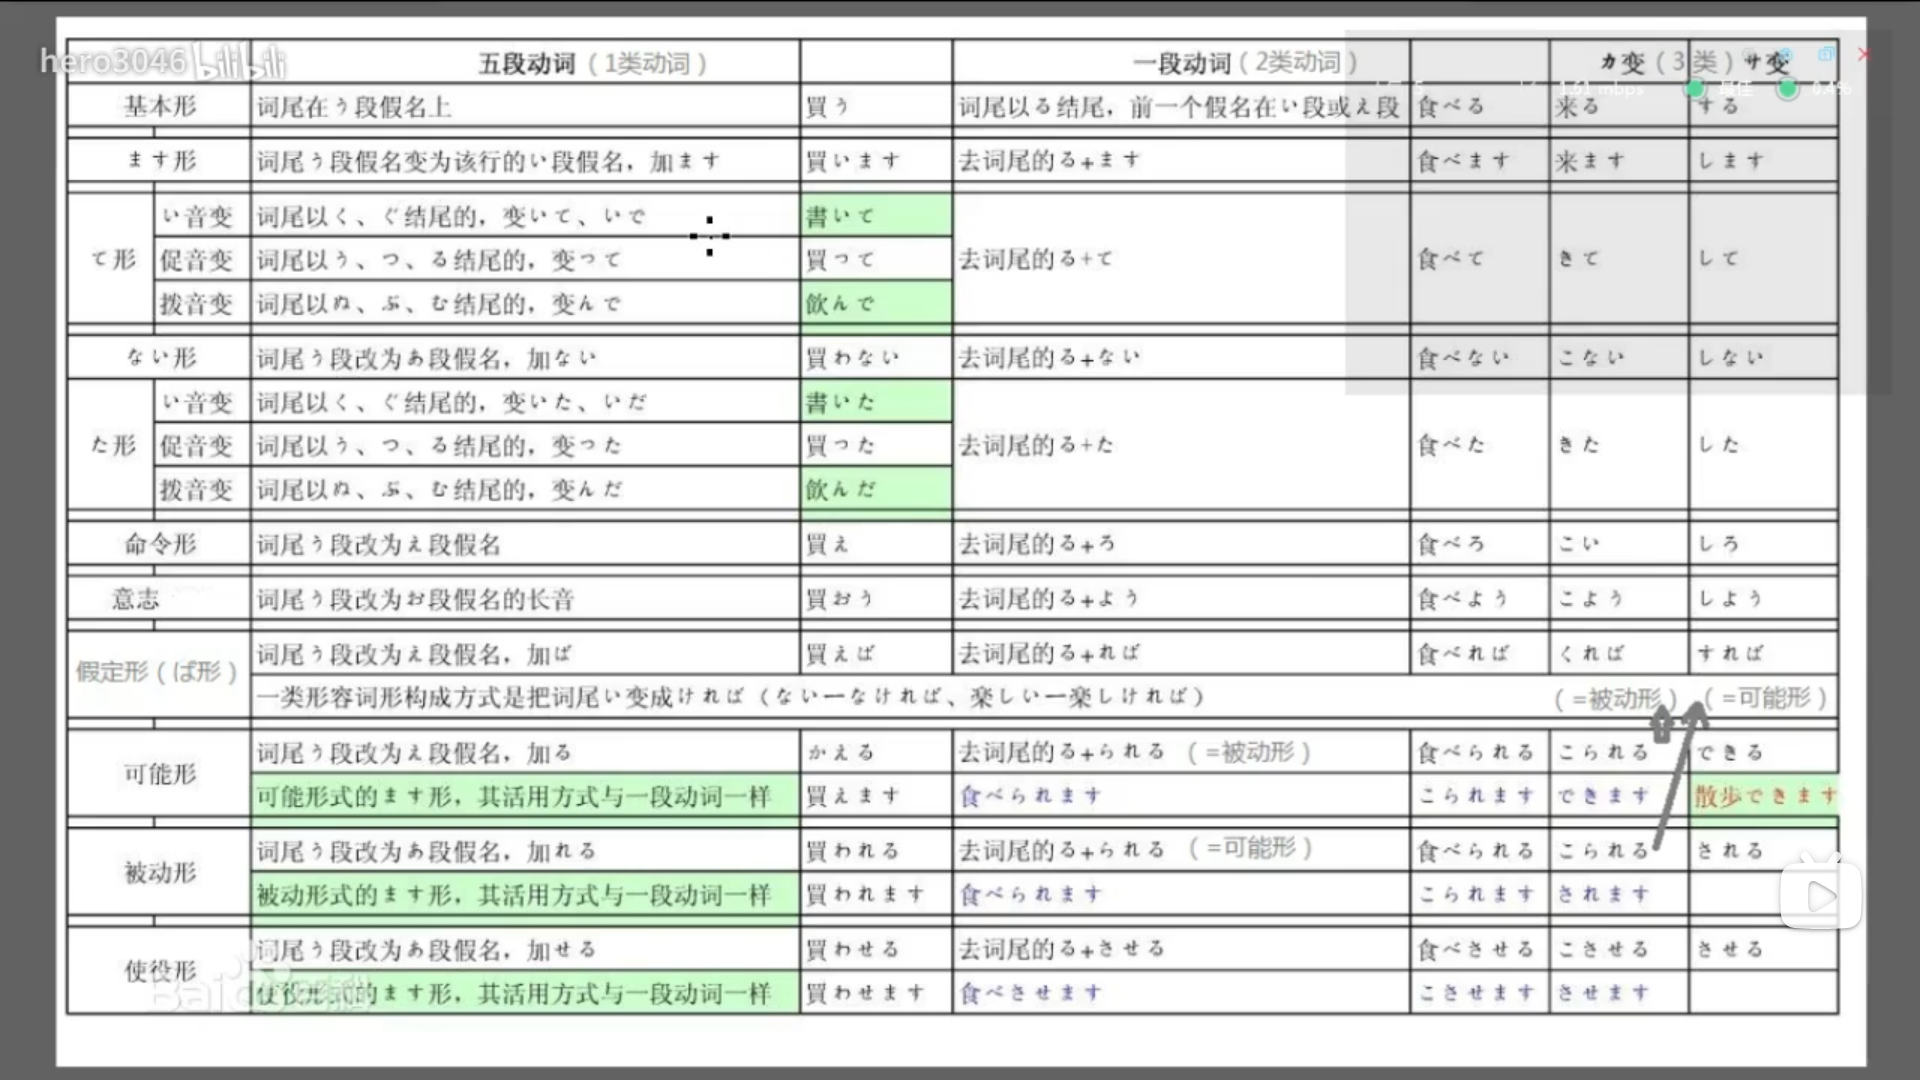 hero3046 bilibili
五段动词（1类动词） 一段动词（2类动词） カ变（3类）サ变
基本形 词尾在う段假名上 買う 词尾以る结尾，前一个假名在い段或え段 食べる 来る する
ます形 词尾う段假名变为该行的い段假名，加ます 買います 去词尾的る+ます 食べます 来ます します
て形 い音变 词尾以く、ぐ结尾的，变いて、いで 書いて
促音变 词尾以う、つ、る结尾的，变つて 買つて 去词尾的る+て 食べて きて して
拨音变 词尾以ぬ、ぶ、む结尾的，变んで 飲んで
ない形 词尾う段改为あ段假名，加ない 買わない 去词尾的る+ない 食べない こない しない
た形 い音变 词尾以く、ぐ结尾的，变いた、いだ 書いた
促音变 词尾以う、つ、る结尾的，变つた 買つた 去词尾的る+た 食べた きた した
拨音变 词尾以ぬ、ぶ、む结尾的，变んだ 飲んだ
命令形 词尾う段改为え段假名 買え 去词尾的る+ろ 食べろ こい しろ
意志 词尾う段改为お段假名的长音 買おう 去词尾的る+よう 食べよう こよう しよう
假定形（ば形） 词尾う段改为え段假名，加ば 買えば 去词尾的る+れば 食べれば くれば すれば
一类形容词形构成方式是把词尾い变成ければ（ない一なければ、楽しい一楽しければ） （=被动形） （=可能形）
可能形 词尾う段改为え段假名，加る かえる 去词尾的る+られる （=被动形） 食べられる こられる できる
可能形式的ます形，其活用方式与一段动词一样 買えます 食べられます こられます できます 散歩できます
被动形 词尾う段改为あ段假名，加れる 買われる 去词尾的る+られる （=可能形） 食べられる こられる される
被动形式的ます形，其活用方式与一段动词一样 買われます 食べられます こられます されます
使役形 词尾う段改为あ段假名，加せる 買わせる 去词尾的る+させる 食べさせる こさせる させる
使役形式的ます形，其活用方式与一段动词一样 買わせます 食べさせます こさせます させます